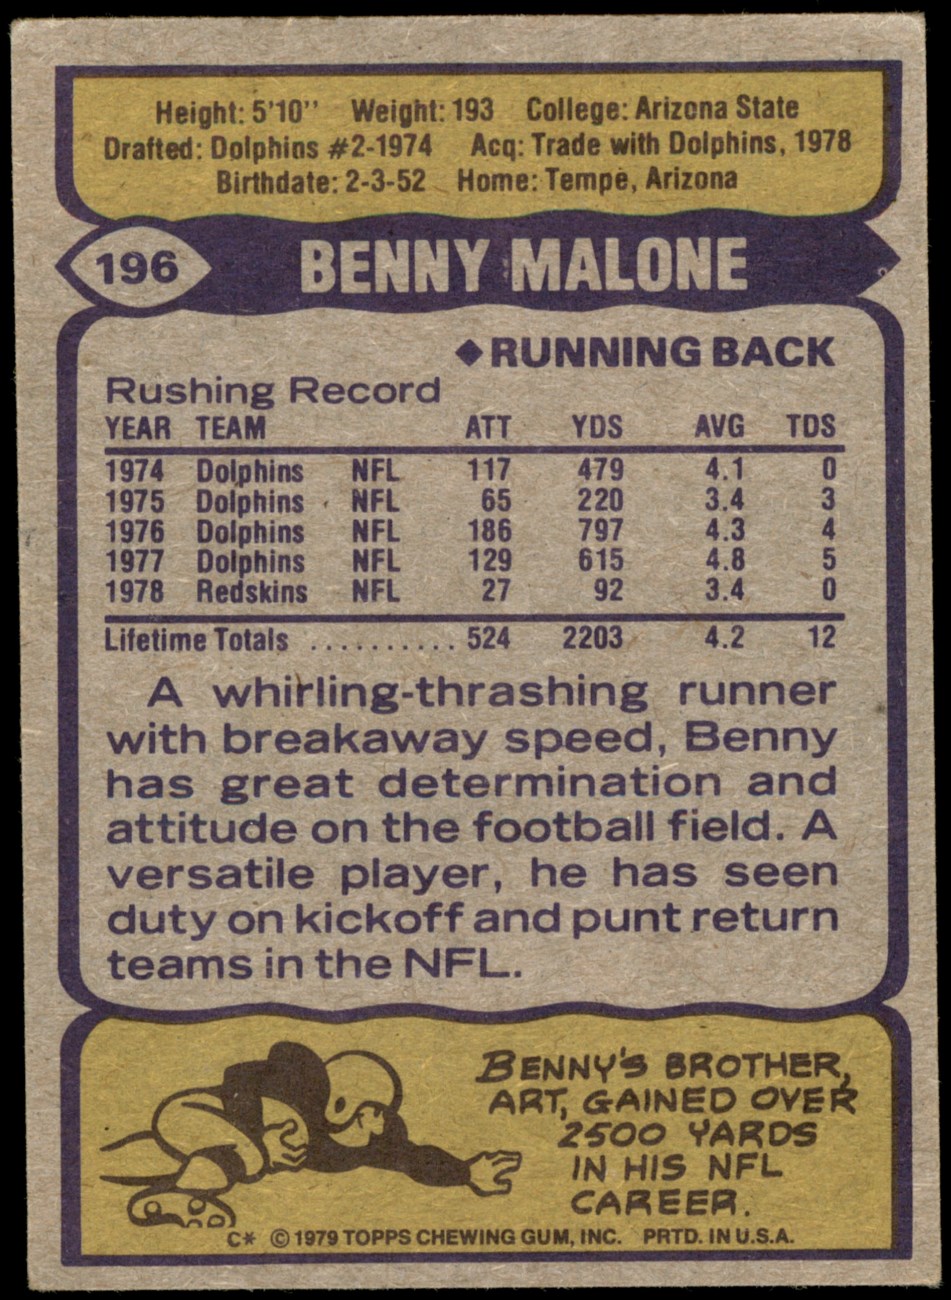 Height: 5'10'' Weight: 193 College: Arizona State
Drafted: Dolphins #2-1974 Acq: Trade with Dolphins, 1978
Birthdate: 2-3-52 Home: Tempe, Arizona
196 BENNY MALONE
◆RUNNING BACK
Rushing Record
YEAR TEAM ATT YDS AVG TDS
1974 Dolphins NFL 117 479 4.1 0
1975 Dolphins NFL 65 220 3.4 3
1976 Dolphins NFL 186 797 4.3 4
1977 Dolphins NFL 129 615 4.8 5
1978 Redskins NFL 27 92 3.4 0
Lifetime Totals .......... 524 2203 4.2 12
A whirling-thrashing runner
with breakaway speed, Benny
has great determination and
attitude on the football field. A
versatile player, he has seen
duty on kickoff and punt return
teams in the NFL.
BENNY'S BROTHER,
ART, GAINED OVER
2500 YARDS
IN HIS NFL
CAREER.
C* © 1979 TOPPS CHEWING GUM, INC. PRTD. IN U.S.A.